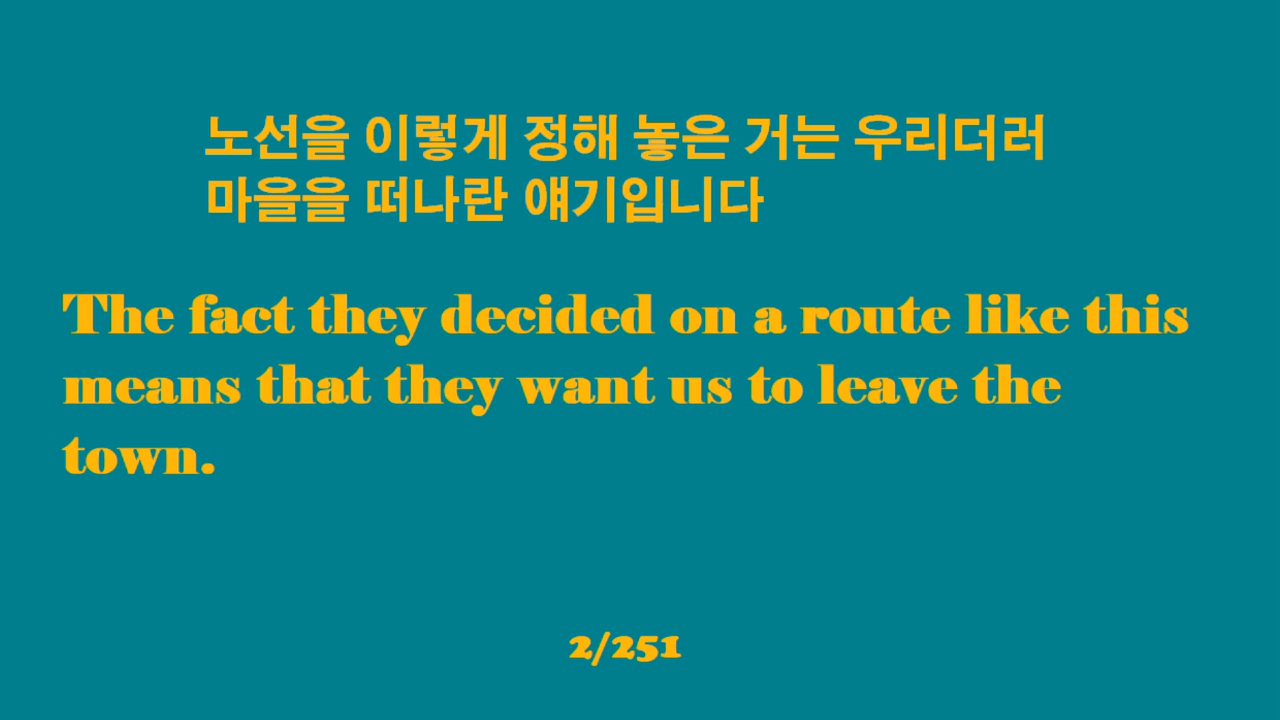 노선을 이렇게 정해 놓은 거는 우리더러
마을을 떠나란 얘기입니다
The fact they decided on a route like this
means that they want us to leave the
town.
2/251